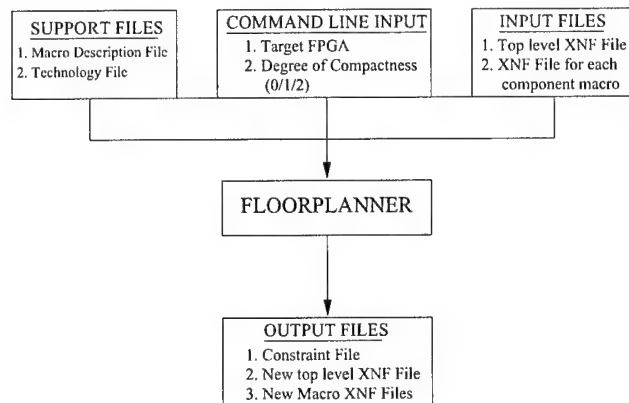 SUPPORT FILES
1. Macro Description File
2. Technology File
COMMAND LINE INPUT
1. Target FPGA
2. Degree of Compactness
(0/1/2)
INPUT FILES
1. Top level XNF File
2. XNF File for each
component macro
FLOORPLANNER
OUTPUT FILES
1. Constraint File
2. New top level XNF File
3. New Macro XNF Files